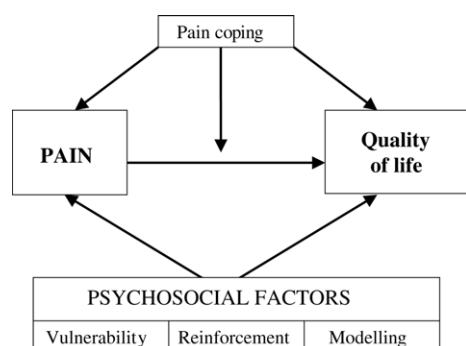 Pain coping
PAIN
Quality
of life
PSYCHOSOCIAL FACTORS
Vulnerability
Reinforcement
Modelling